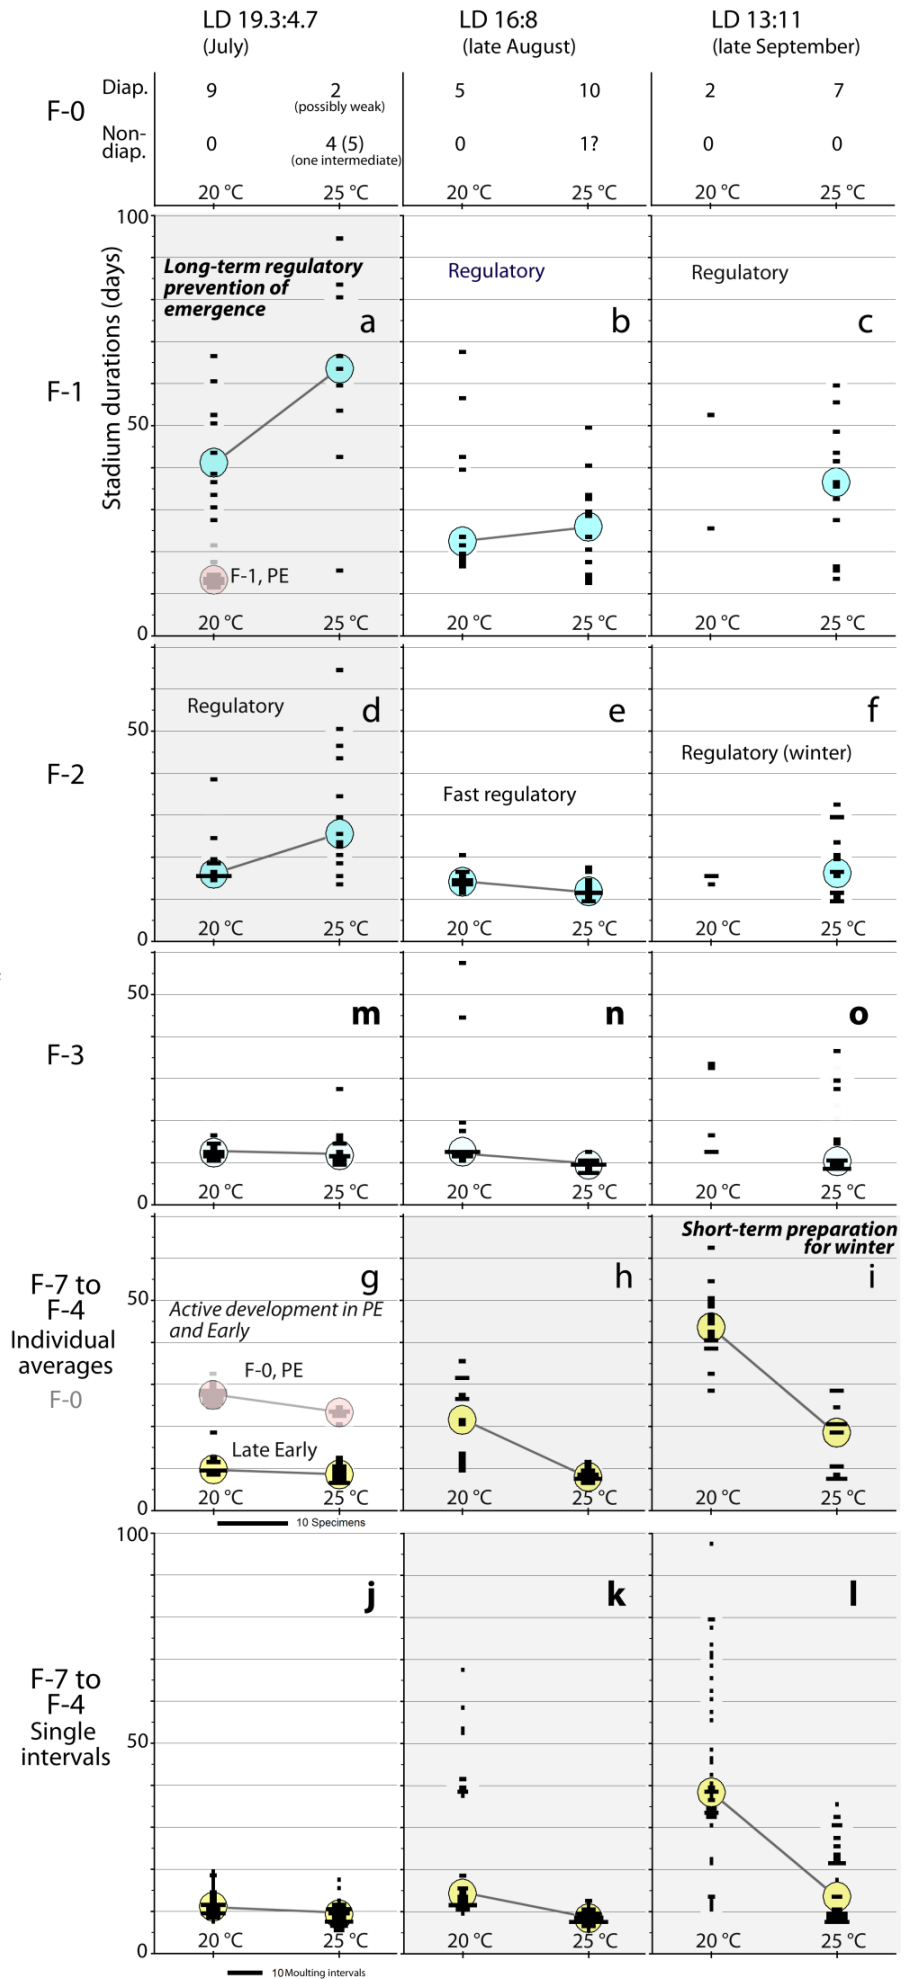 LD 19.3:4.7 LD 16:8 LD 13:11
(July) (late August) (late September)
F-0
Diap. 9 2 5 10 2 7
(possibly weak)
Non-
diap. 0 4 (5) 0 1? 0 0
(one intermediate)
20 °C 25 °C 20 °C 25 °C 20 °C 25 °C
F-1
Stadium durations (days)
100
50
0
Long-term regulatory
prevention of
emergence
a
F-1, PE
20 °C 25 °C
Regulatory
b
20 °C 25 °C
Regulatory
c
20 °C 25 °C
F-2
50
0
Regulatory
d
20 °C 25 °C
e
Fast regulatory
20 °C 25 °C
f
Regulatory (winter)
20 °C 25 °C
F-3
50
0
m
20 °C 25 °C
n
20 °C 25 °C
o
20 °C 25 °C
F-7 to
F-4
Individual
averages
F-0
50
0
g
Active development in PE
and Early
F-0, PE
Late Early
20 °C 25 °C
10 Specimens
h
20 °C 25 °C
Short-term preparation
for winter
i
20 °C 25 °C
F-7 to
F-4
Single
intervals
100
50
0
j
20 °C 25 °C
k
20 °C 25 °C
l
20 °C 25 °C
10 Moulting intervals